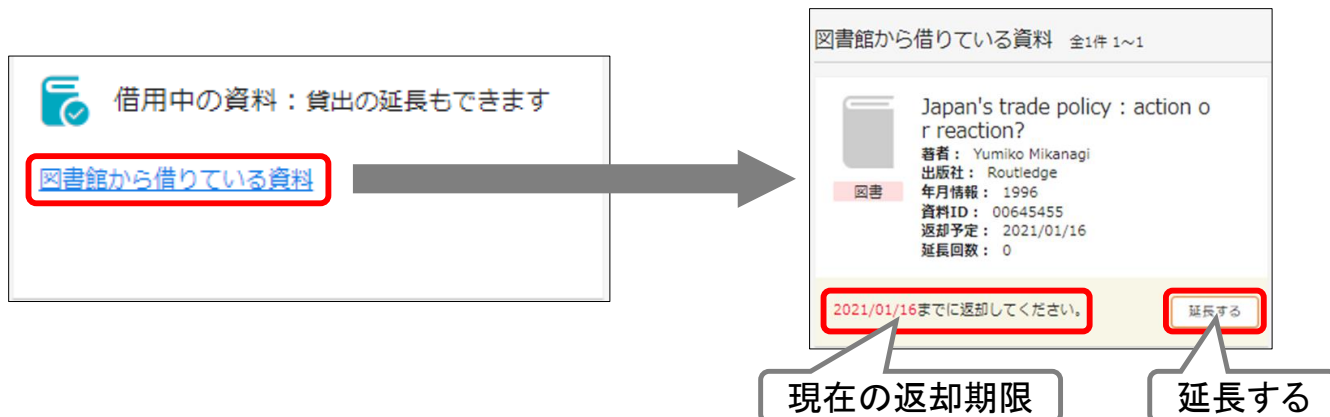 借用中の資料：貸出の延長もできます
図書館から借りている資料
図書館から借りている資料 全1件 1～1
Japan's trade policy : action o
r reaction?
著者： Yumiko Mikanagi
出版社： Routledge
図書
年月情報： 1996
資料ID： 00645455
返却予定： 2021/01/16
延長回数： 0
2021/01/16までに返却してください。
延長する
現在の返却期限
延長する